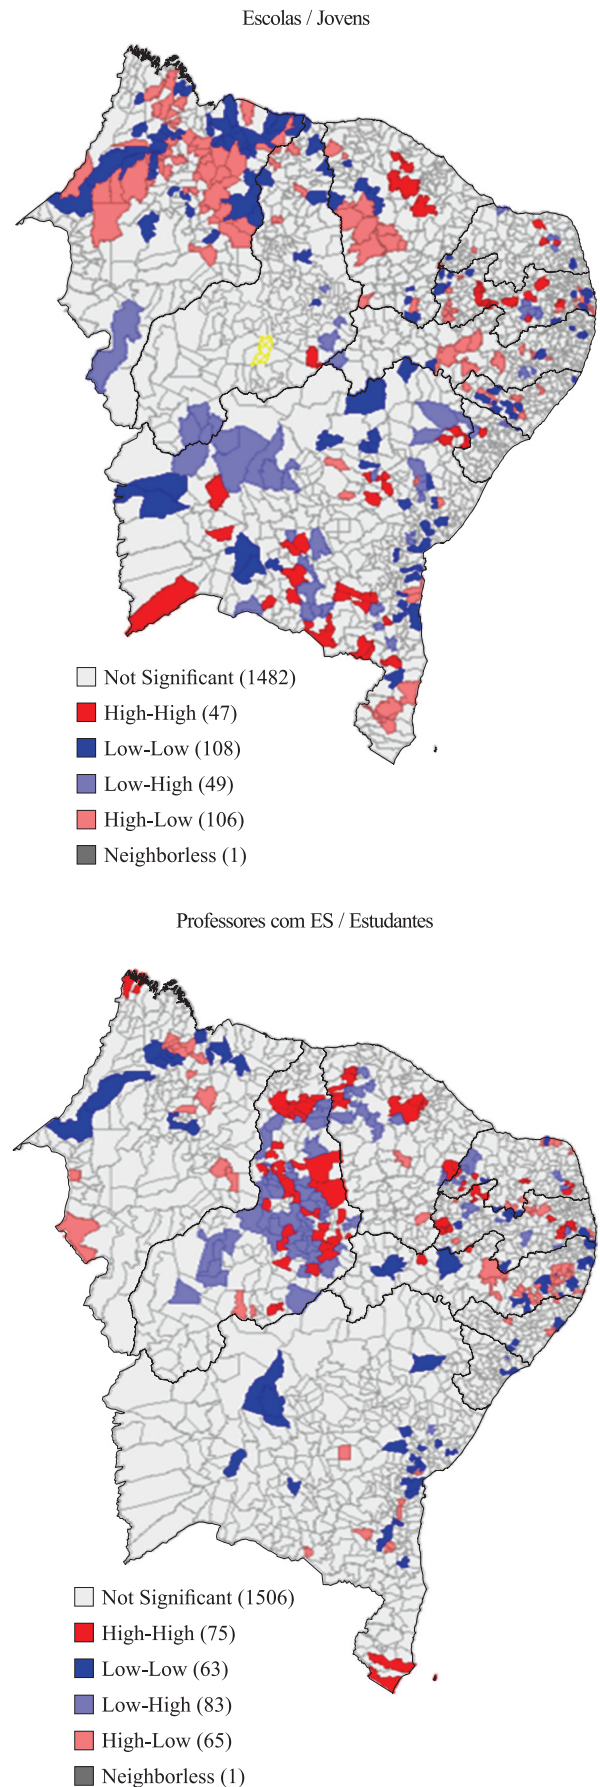 Escolas / Jovens
Not Significant (1482)
High-High (47)
Low-Low (108)
Low-High (49)
High-Low (106)
Neighborless (1)
Professores com ES / Estudantes
Not Significant (1506)
High-High (75)
Low-Low (63)
Low-High (83)
High-Low (65)
Neighborless (1)